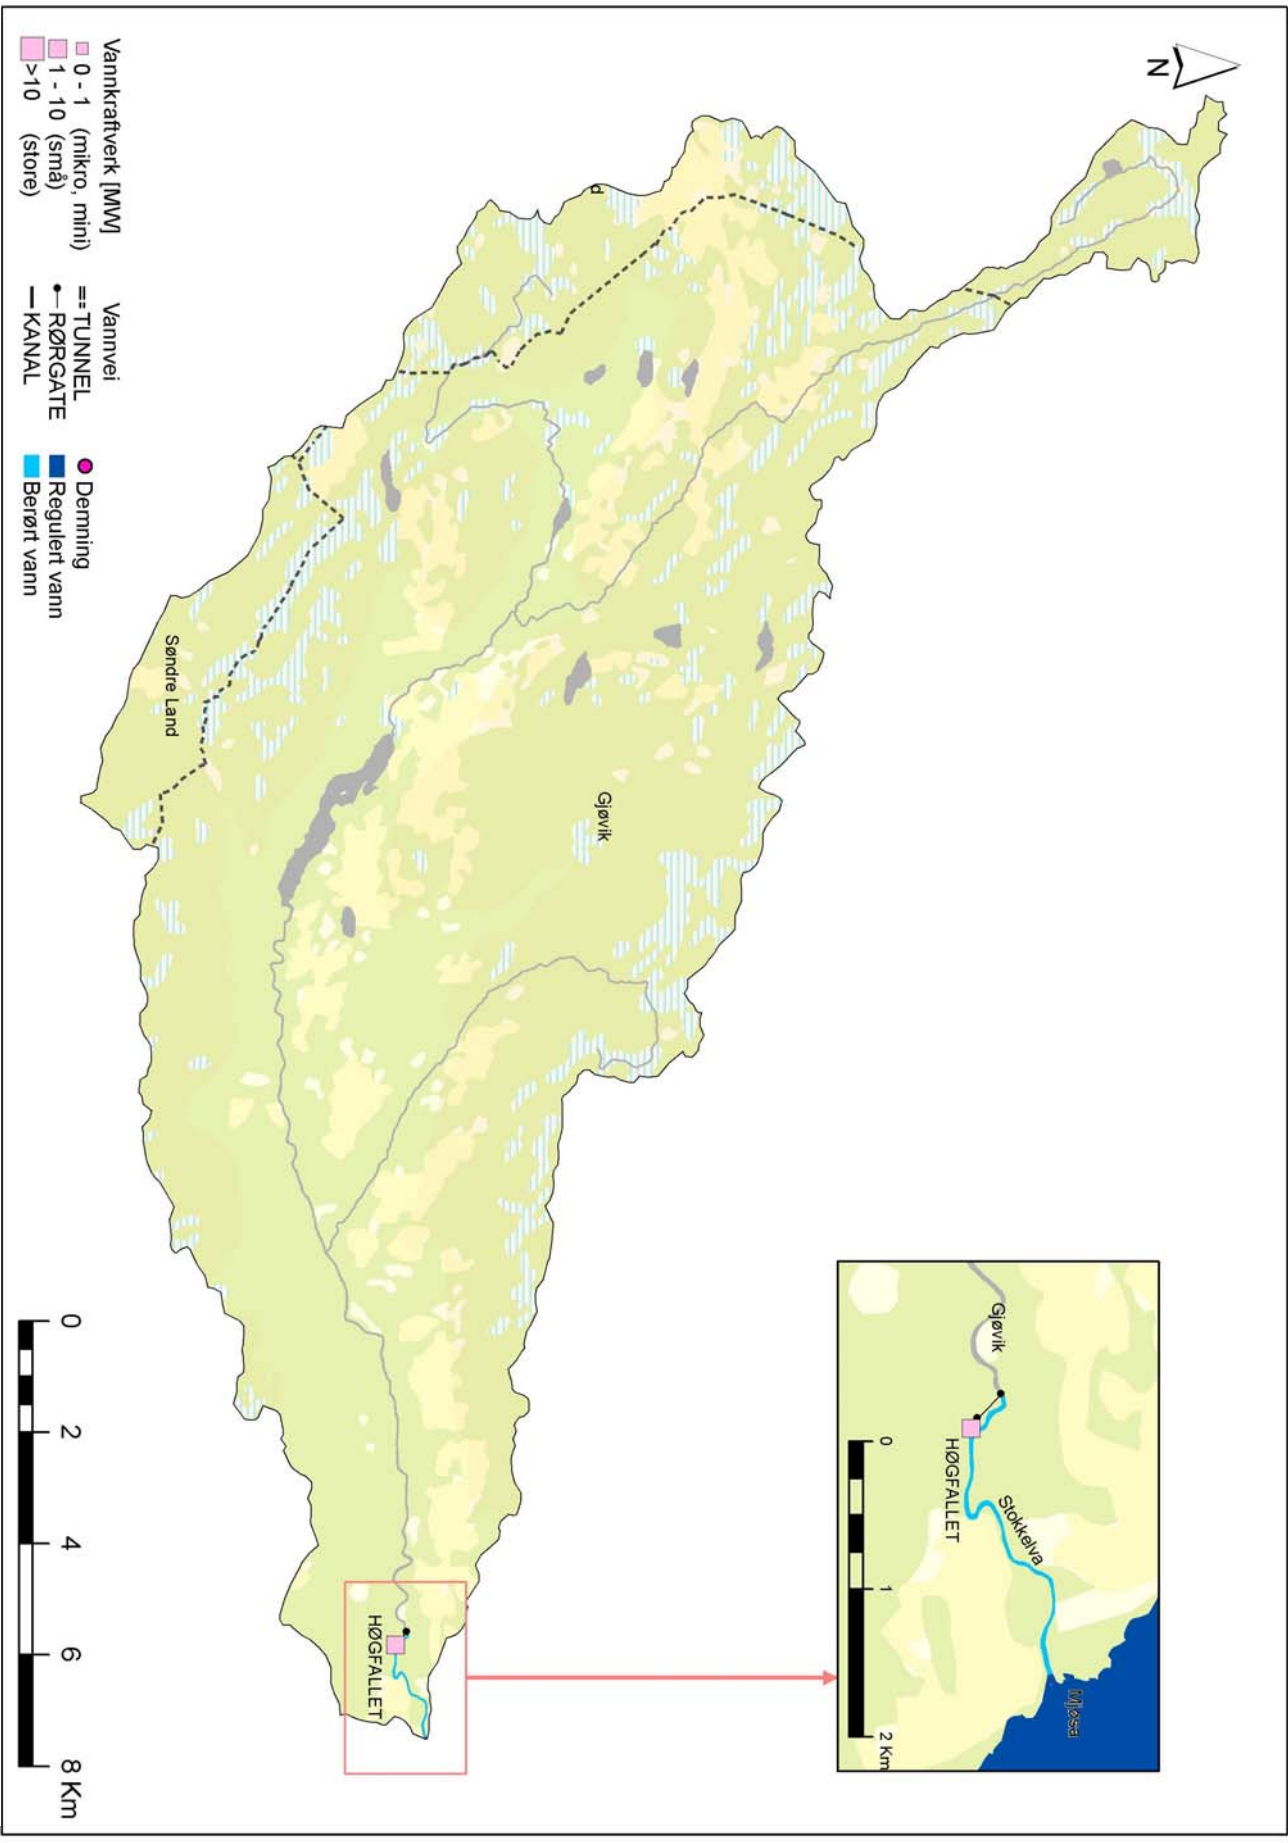 N
d
Søndre Land
Gjøvik
HØGFALLET
Gjøvik
HØGFALLET
Stokkelva
Mjøsa
0 1 2 Km
Vannkraftverk [MW]
0 - 1 (mikro, mini)
1 - 10 (små)
>10 (store)
Vannvei
TUNNEL
RØRGATE
KANAL
Demning
Regulert vann
Berørt vann
0 2 4 6 8 Km